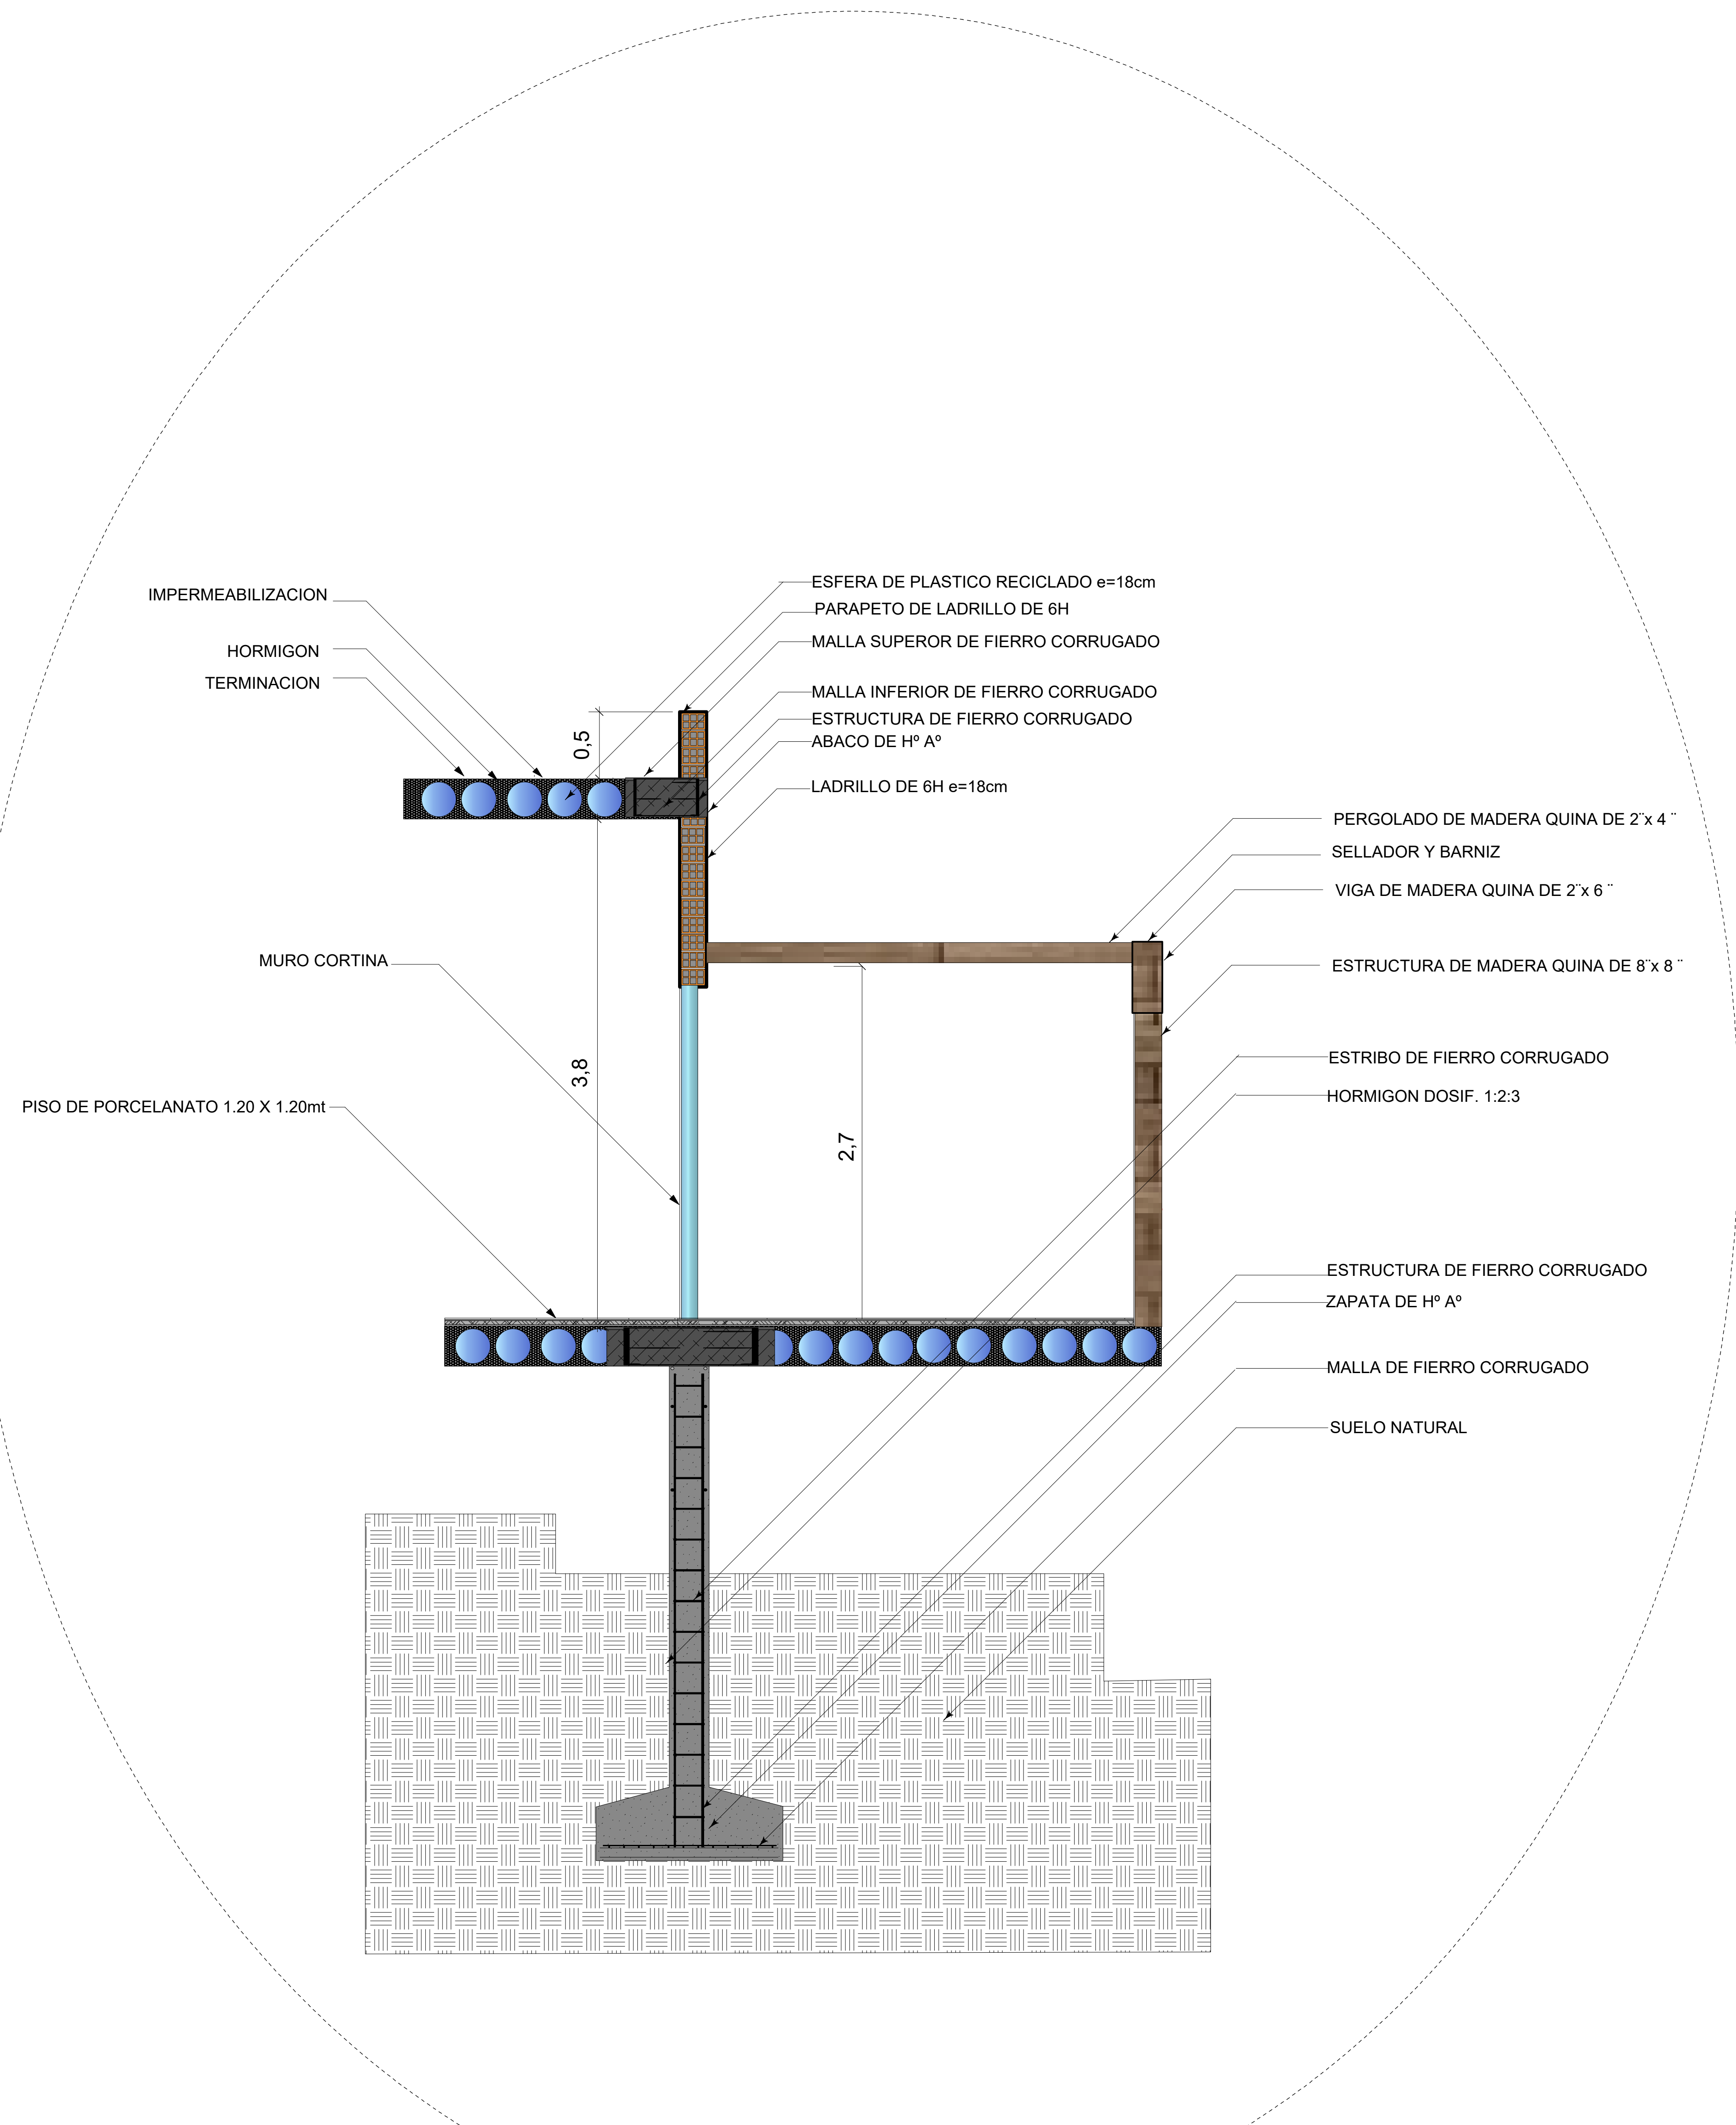 IMPERMEABILIZACION
HORMIGON
TERMINACION
ESFERA DE PLASTICO RECICLADO e=18cm
PARAPETO DE LADRILLO DE 6H
MALLA SUPEROR DE FIERRO CORRUGADO
MALLA INFERIOR DE FIERRO CORRUGADO
ESTRUCTURA DE FIERRO CORRUGADO
ABACO DE Hº Aº
LADRILLO DE 6H e=18cm
0,5
PERGOLADO DE MADERA QUINA DE 2¨x 4 ¨
SELLADOR Y BARNIZ
VIGA DE MADERA QUINA DE 2¨x 6 ¨
ESTRUCTURA DE MADERA QUINA DE 8¨x 8 ¨
MURO CORTINA
3,8
2,7
PISO DE PORCELANATO 1.20 X 1.20mt
ESTRIBO DE FIERRO CORRUGADO
HORMIGON DOSIF. 1:2:3
ESTRUCTURA DE FIERRO CORRUGADO
ZAPATA DE Hº Aº
MALLA DE FIERRO CORRUGADO
SUELO NATURAL